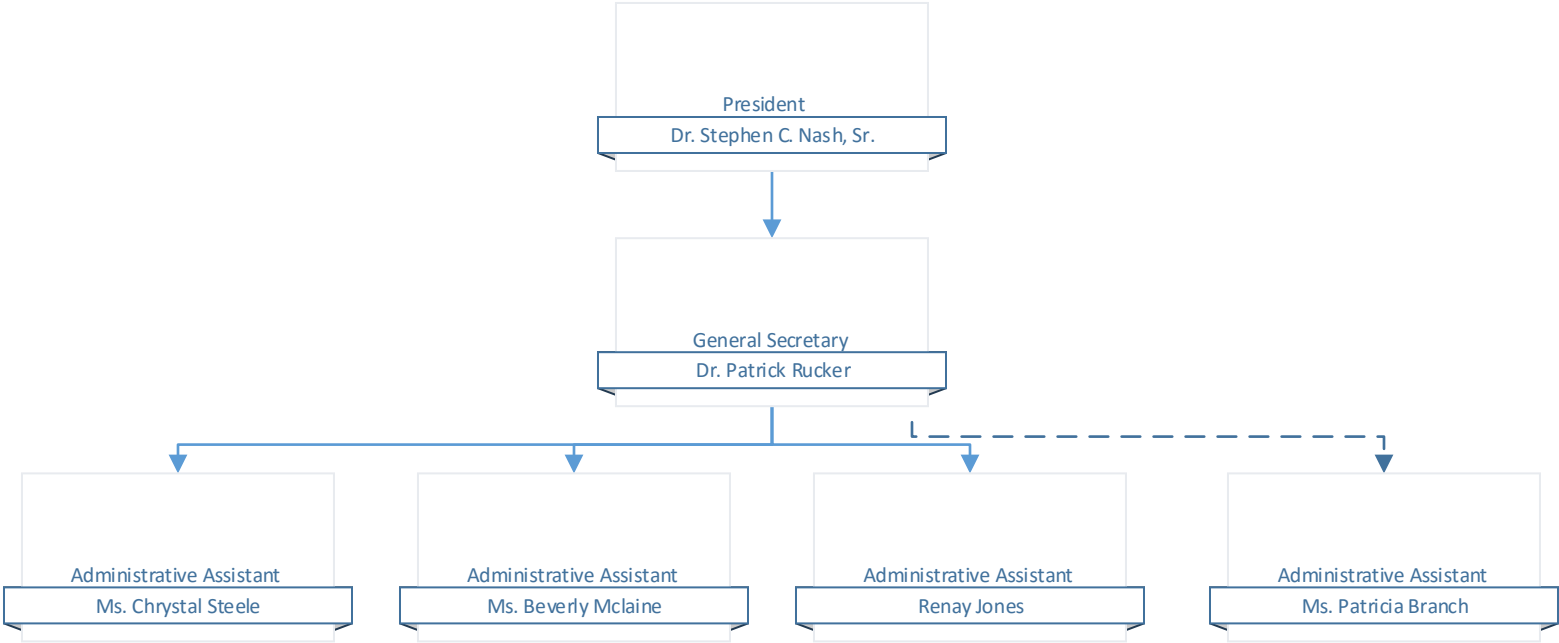 President
Dr. Stephen C. Nash, Sr.
General Secretary
Dr. Patrick Rucker
Administrative Assistant
Ms. Chrystal Steele
Administrative Assistant
Ms. Beverly Mclaine
Administrative Assistant
Renay Jones
Administrative Assistant
Ms. Patricia Branch